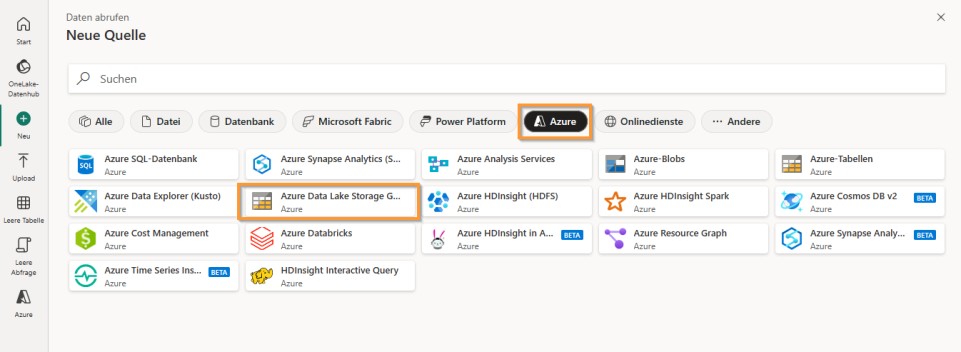 Daten abrufen
Neue Quelle
Start
OneLake-
Datenhub
Neu
Upload
Leere Tabelle
Leere
Abfrage
Azure
Suchen
Alle Datei Datenbank Microsoft Fabric Power Platform Azure Onlinedienste ··· Andere
SQL Azure SQL-Datenbank Azure Synapse Analytics (S... Azure Analysis Services Azure-Blobs Azure-Tabellen
Azure Azure Azure Azure Azure
Azure Data Explorer (Kusto) Azure Data Lake Storage G... Azure HDInsight (HDFS) Azure HDInsight Spark Azure Cosmos DB v2 BETA
Azure Azure Azure Azure Azure
Azure Cost Management Azure Databricks Azure HDInsight in A... BETA Azure Resource Graph Azure Synapse Analy... BETA
Azure Azure Azure Azure Azure
Azure Time Series Ins... BETA HDInsight Interactive Query
Azure Azure